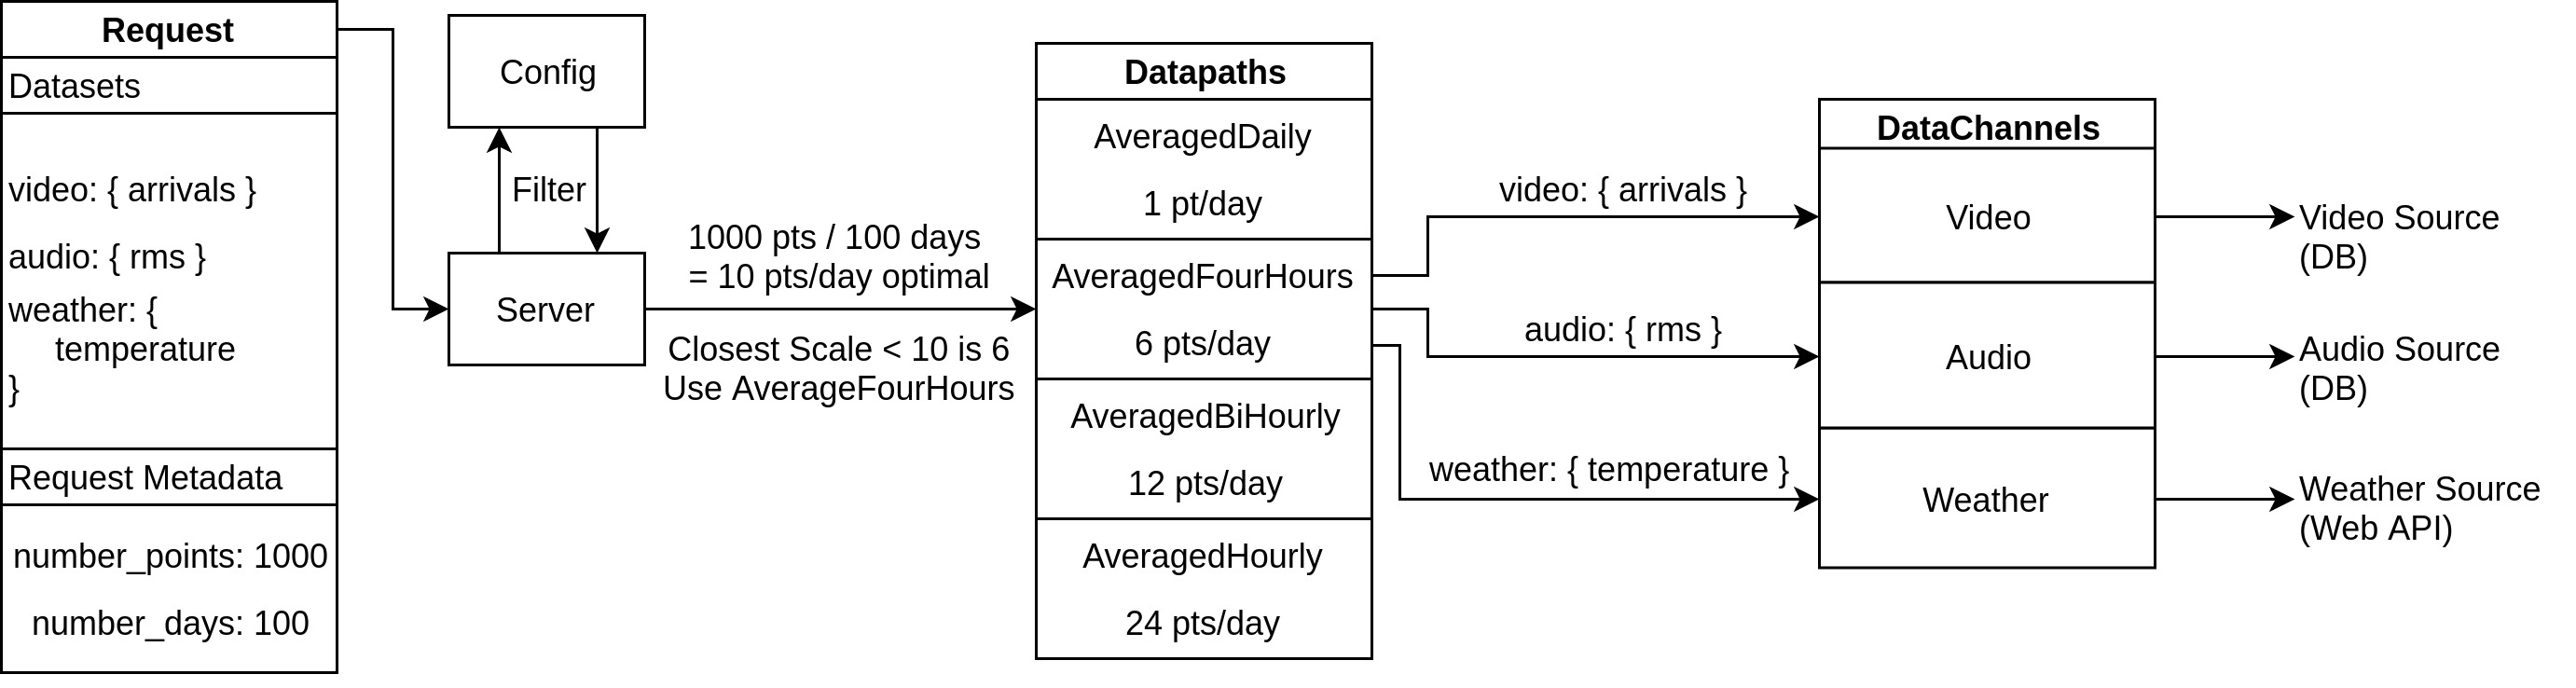 Request
Datasets
video: { arrivals }
audio: { rms }
weather: {
temperature
}
Request Metadata
number_points: 1000
number_days: 100
Config
Filter
Server
1000 pts / 100 days
= 10 pts/day optimal
Closest Scale < 10 is 6
Use AverageFourHours
Datapaths
AveragedDaily
1 pt/day
AveragedFourHours
6 pts/day
AveragedBiHourly
12 pts/day
AveragedHourly
24 pts/day
video: { arrivals }
audio: { rms }
weather: { temperature }
DataChannels
Video
Audio
Weather
Video Source
(DB)
Audio Source
(DB)
Weather Source
(Web API)